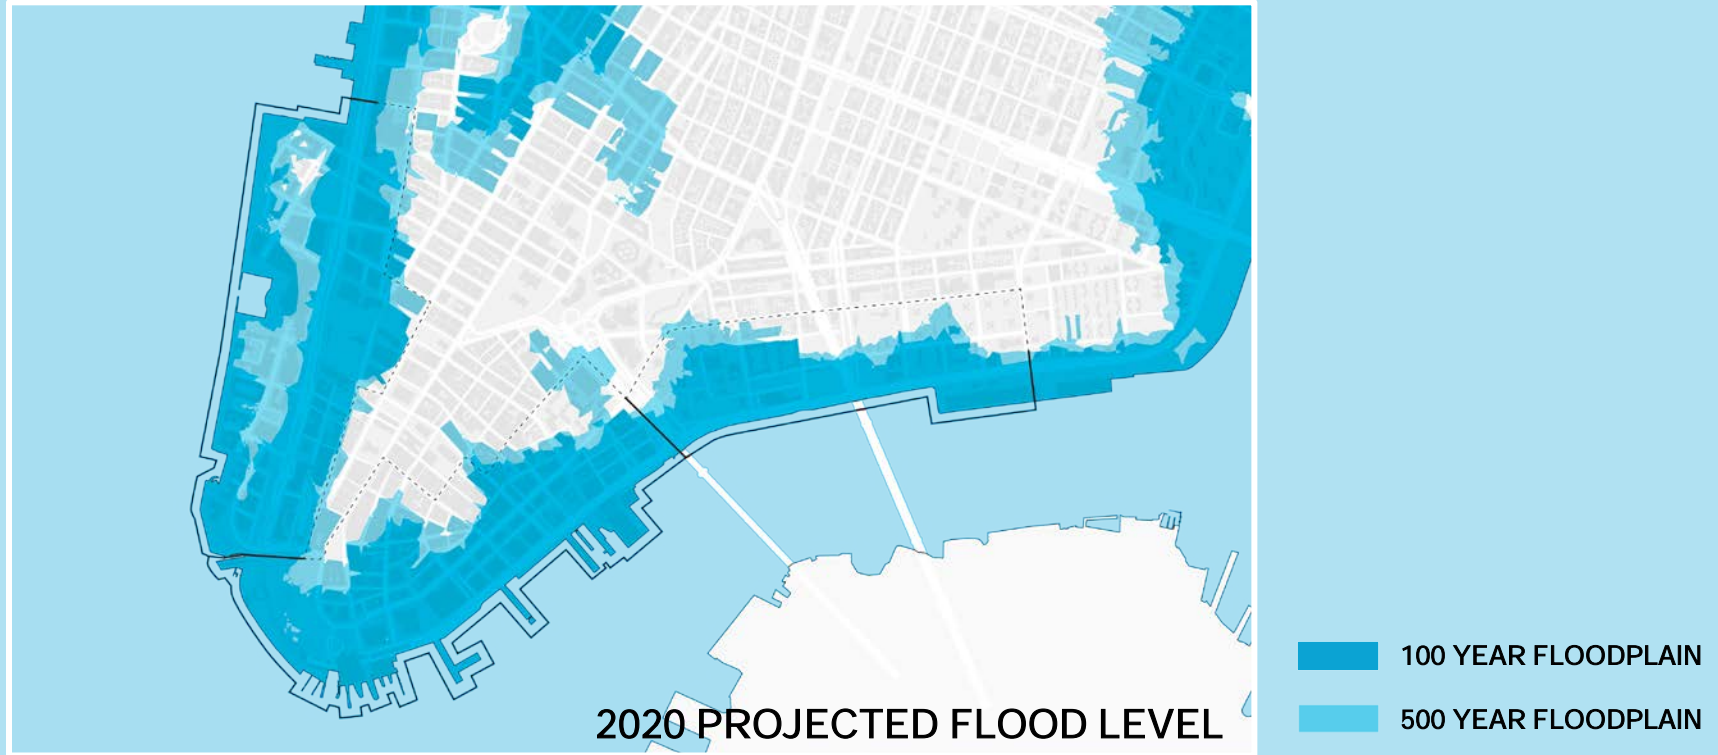 2020 PROJECTED FLOOD LEVEL
100 YEAR FLOODPLAIN
500 YEAR FLOODPLAIN